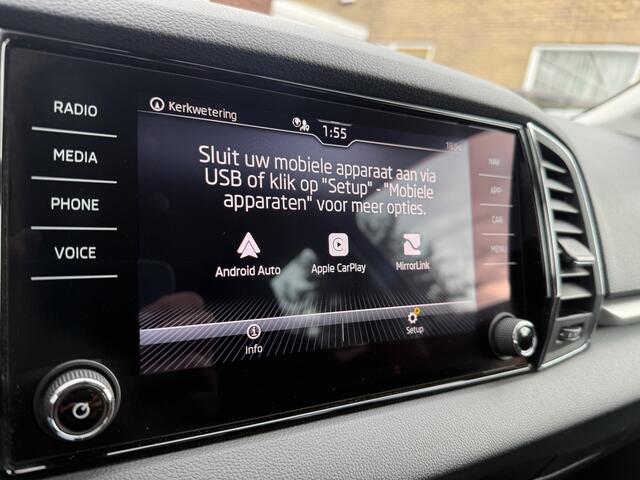 RADIO
MEDIA
PHONE
VOICE
Kerkwetering
1:55
Sluit uw mobiele apparaat aan via
USB of klik op "Setup" - "Mobiele
apparaten" voor meer opties.
Android Auto
Apple CarPlay
MirrorLink
Info
Setup
NAV
APP
CAR
MENU